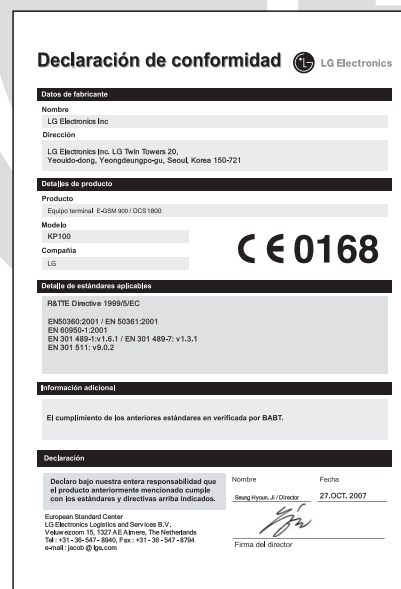 Declaración de conformidad
LG Electronics
Datos de fabricante
Nombre
LG Electronics Inc
Dirección
LG Electronics Inc. LG Twin Towers 20,
Yeouido-dong, Yeongdeungpo-gu, Seoul, Korea 150-721
Detalles de producto
Producto
Equipo terminal E-GSM 900 / DCS 1800
Modelo
KP100
Compañia
LG
CE 0168
Detalle de estándares aplicables
R&TTE Directive 1999/5/EC
EN50360:2001 / EN 50361:2001
EN 60950-1:2001
EN 301 489-1:v1.6.1 / EN 301 489-7: v1.3.1
EN 301 511: v9.0.2
Información adicional
El cumplimiento de los anteriores estándares en verificada por BABT.
Declaración
Declaro bajo nuestra entera responsabilidad que
el producto anteriormente mencionado cumple
con los estándares y directivas arriba indicados.
European Standard Center
LG Electronics Logistics and Services B.V.
Veluwezoom 15, 1327 AE Almere, The Netherlands
Tel : +31 - 36- 547 - 8940, Fax : +31 - 36 - 547 - 8794
e-mail : jacob @ lge.com
Nombre
Fecha
Seung Hyoun, Ji / Director
27.OCT. 2007
Firma del director